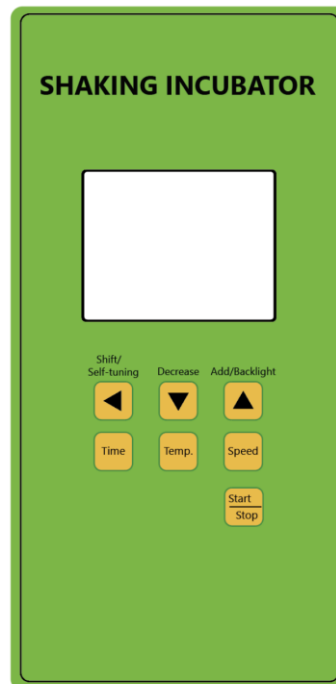 SHAKING INCUBATOR
Shift/
Self-tuning
Decrease
Add/Backlight
Time
Temp.
Speed
Start
Stop